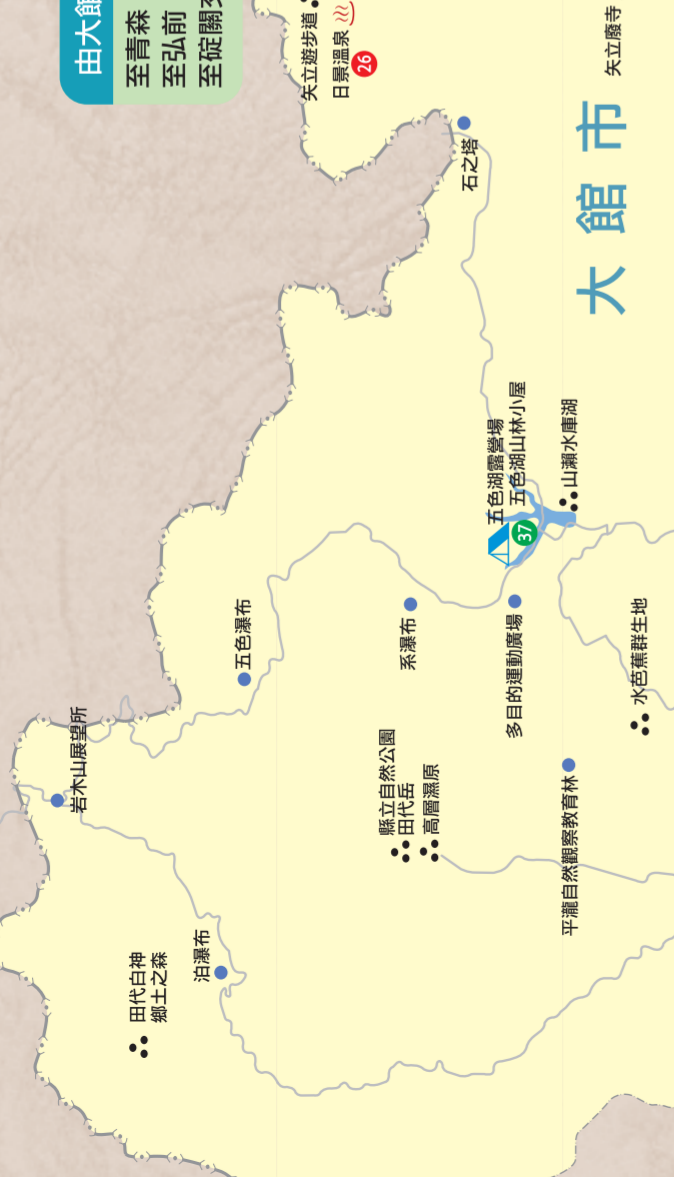 由大館
至青森
至弘前
至碇關
矢立遊步道
日景溫泉
26
矢立廢寺
石之塔
大館市
五色湖露營場
五色湖山林小屋
37
山瀨水庫湖
五色瀑布
系瀑布
多目的運動廣場
水芭蕉群生地
岩木山展望所
縣立自然公園
田代岳
高層濕原
平瀧自然觀察教育林
泊瀑布
田代白神
鄉土之森